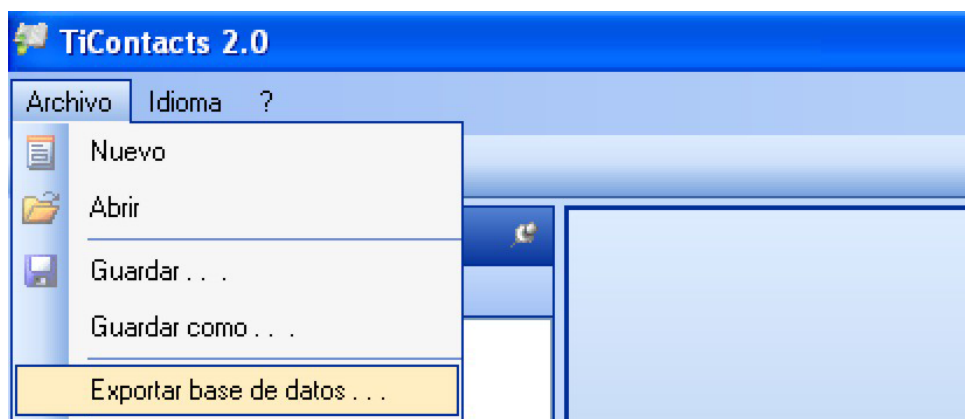 TiContacts 2.0
Archivo Idioma ?
Nuevo
Abrir
Guardar . . .
Guardar como . . .
Exportar base de datos . . .